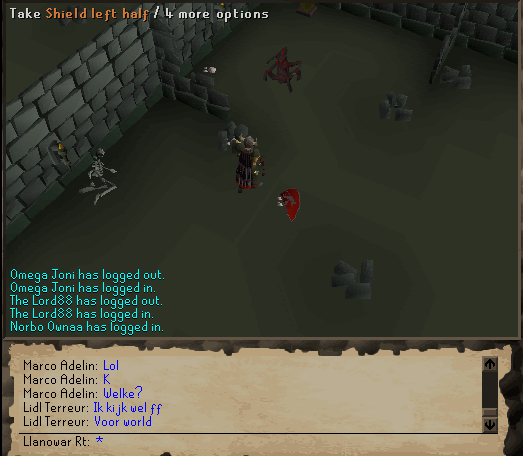 Take Shield left half / 4 more options
Omega Joni has logged out.
Omega Joni has logged in.
The Lord88 has logged out.
The Lord88 has logged in.
Norbo Ownaa has logged in.
Marco Adelin: Lol
Marco Adelin: K
Marco Adelin: Welke?
Lidl Terreur: Ik kijk wel ff
Lidl Terreur: Voor world
Llanowar Rt: *